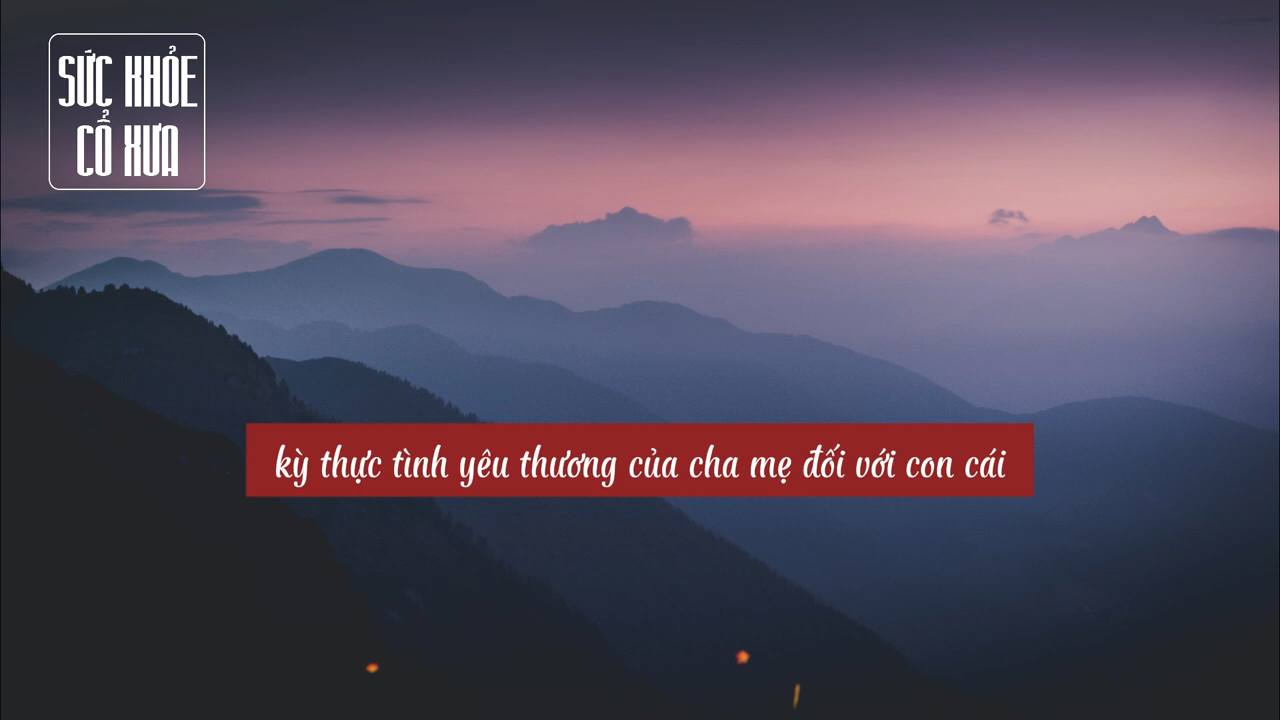 SỨC KHỎE
CỔ XƯA
kỳ thực tình yêu thương của cha mẹ đối với con cái